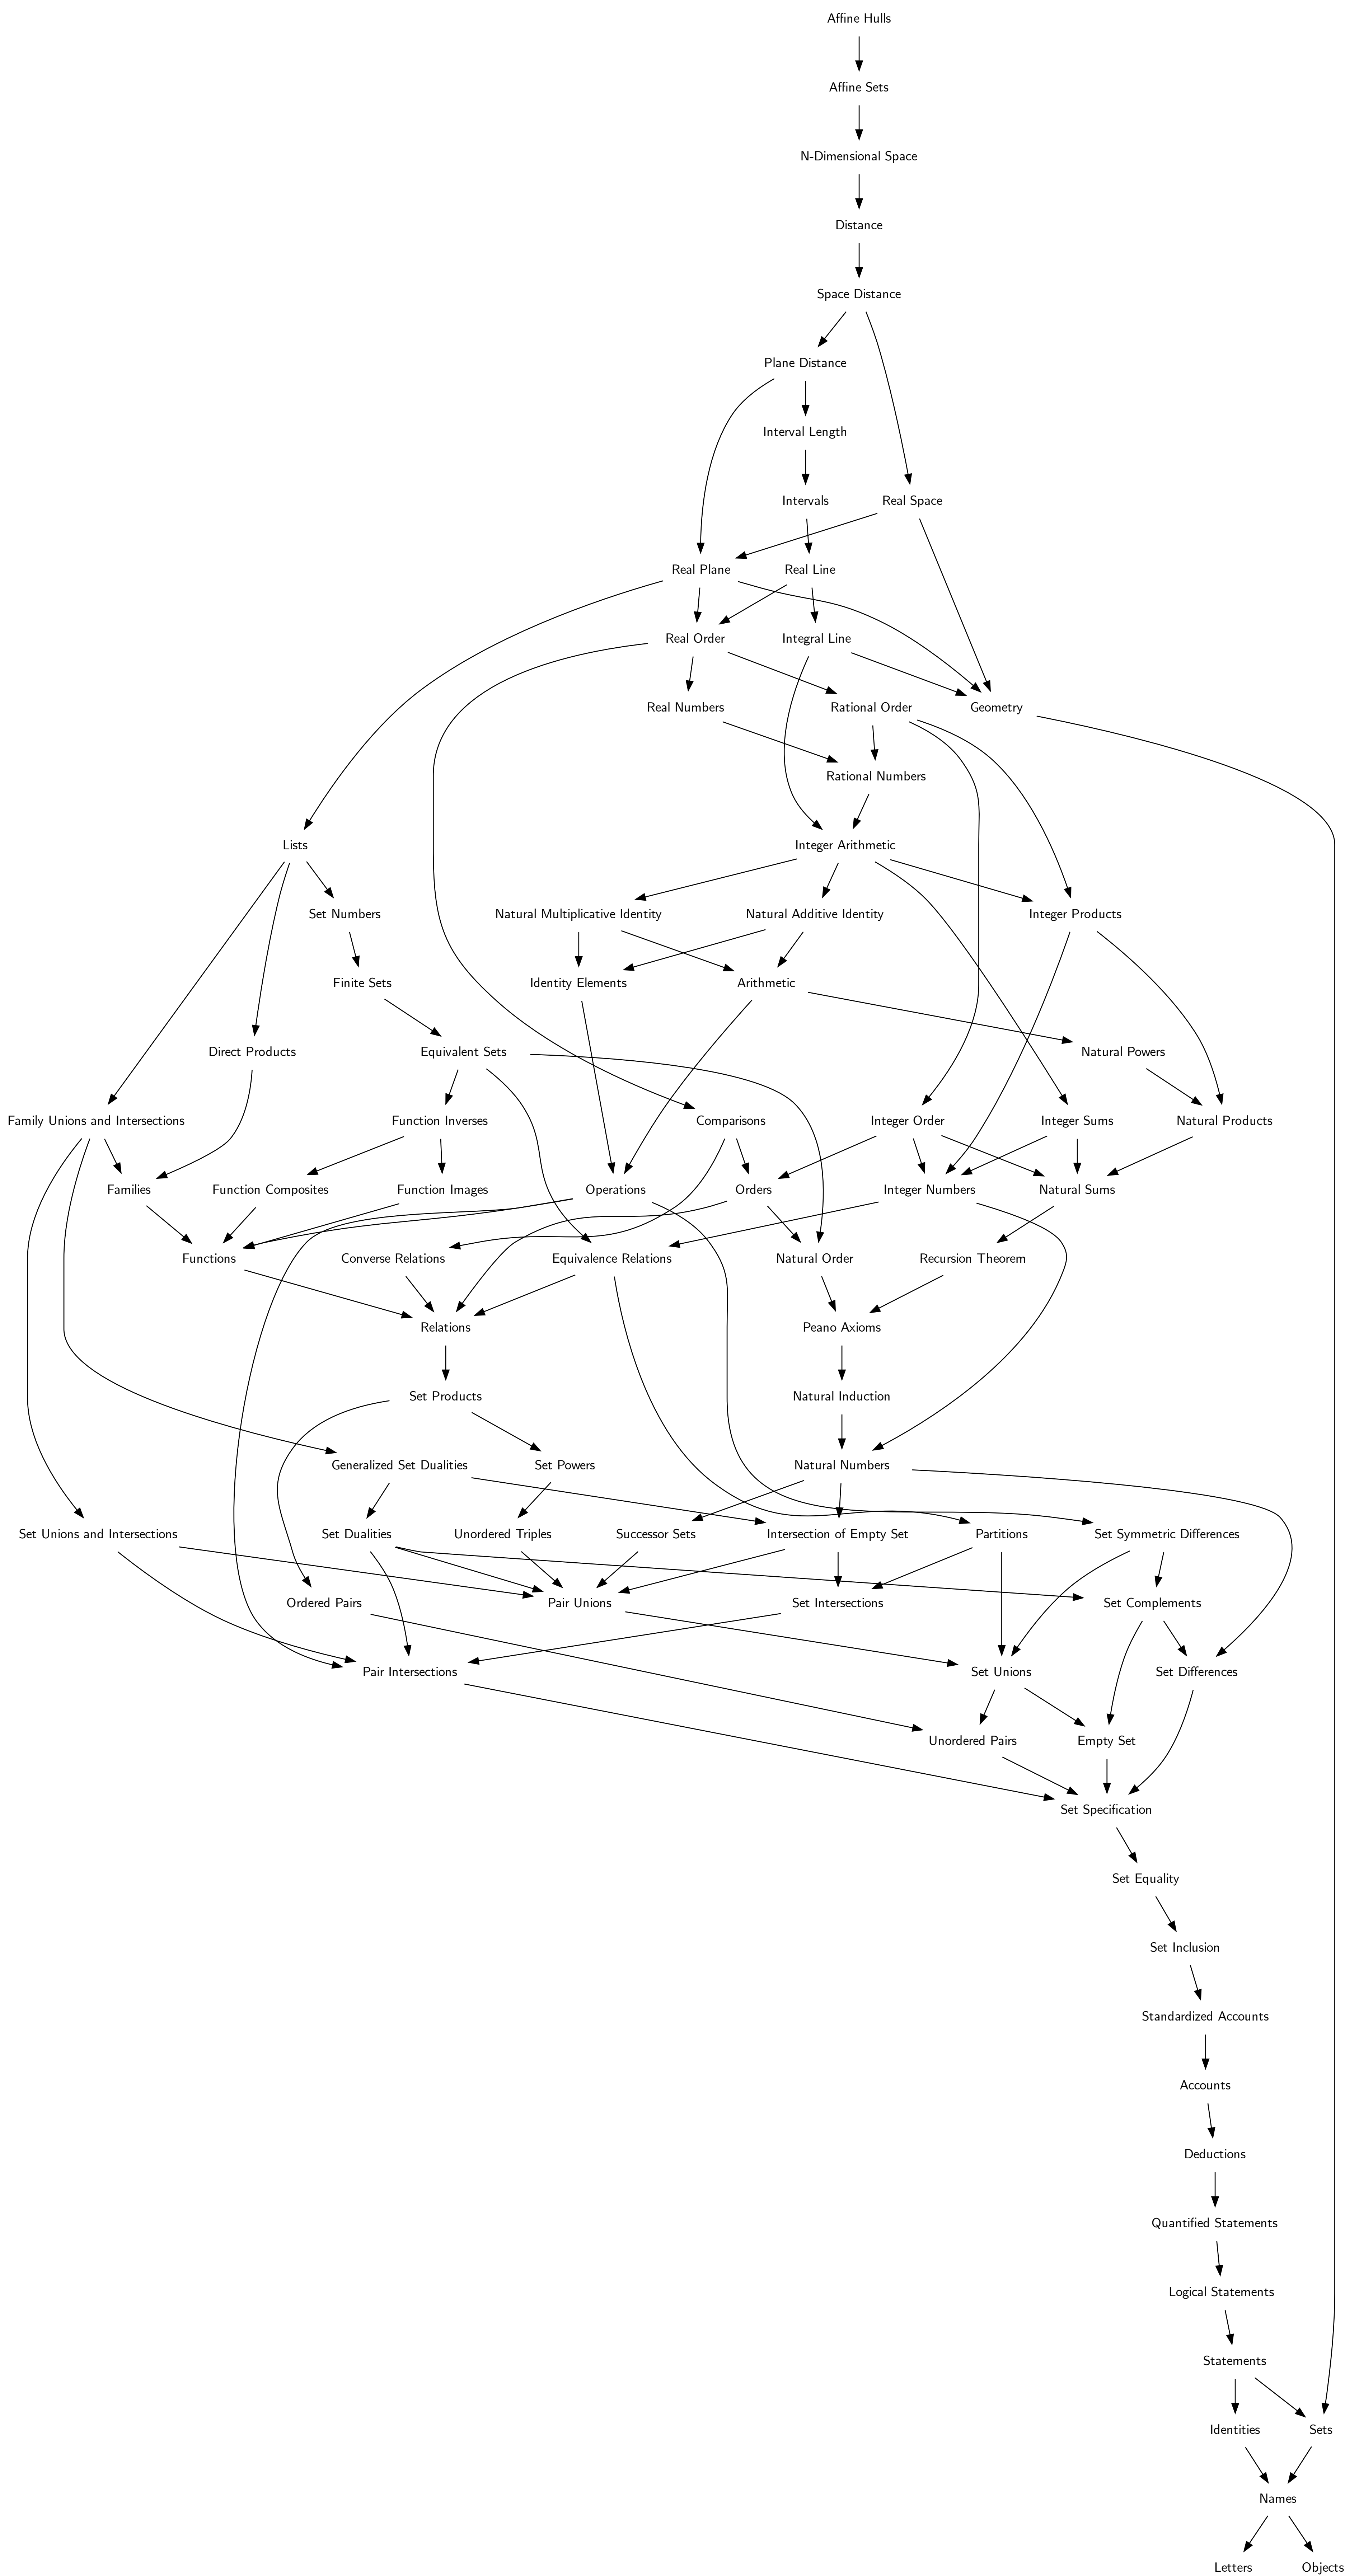 Affine Hulls
Affine Sets
N-Dimensional Space
Distance
Space Distance
Plane Distance
Interval Length
Intervals
Real Space
Real Plane
Real Line
Real Order
Integral Line
Real Numbers
Rational Order
Geometry
Rational Numbers
Lists
Integer Arithmetic
Set Numbers
Natural Multiplicative Identity
Natural Additive Identity
Integer Products
Finite Sets
Identity Elements
Arithmetic
Direct Products
Equivalent Sets
Natural Powers
Family Unions and Intersections
Function Inverses
Comparisons
Integer Order
Integer Sums
Natural Products
Families
Function Composites
Function Images
Operations
Orders
Integer Numbers
Natural Sums
Functions
Converse Relations
Equivalence Relations
Natural Order
Recursion Theorem
Relations
Peano Axioms
Set Products
Natural Induction
Generalized Set Dualities
Set Powers
Natural Numbers
Set Unions and Intersections
Set Dualities
Unordered Triples
Successor Sets
Intersection of Empty Set
Partitions
Set Symmetric Differences
Ordered Pairs
Pair Unions
Set Intersections
Set Complements
Pair Intersections
Set Unions
Set Differences
Unordered Pairs
Empty Set
Set Specification
Set Equality
Set Inclusion
Standardized Accounts
Accounts
Deductions
Quantified Statements
Logical Statements
Statements
Identities
Sets
Names
Letters
Objects